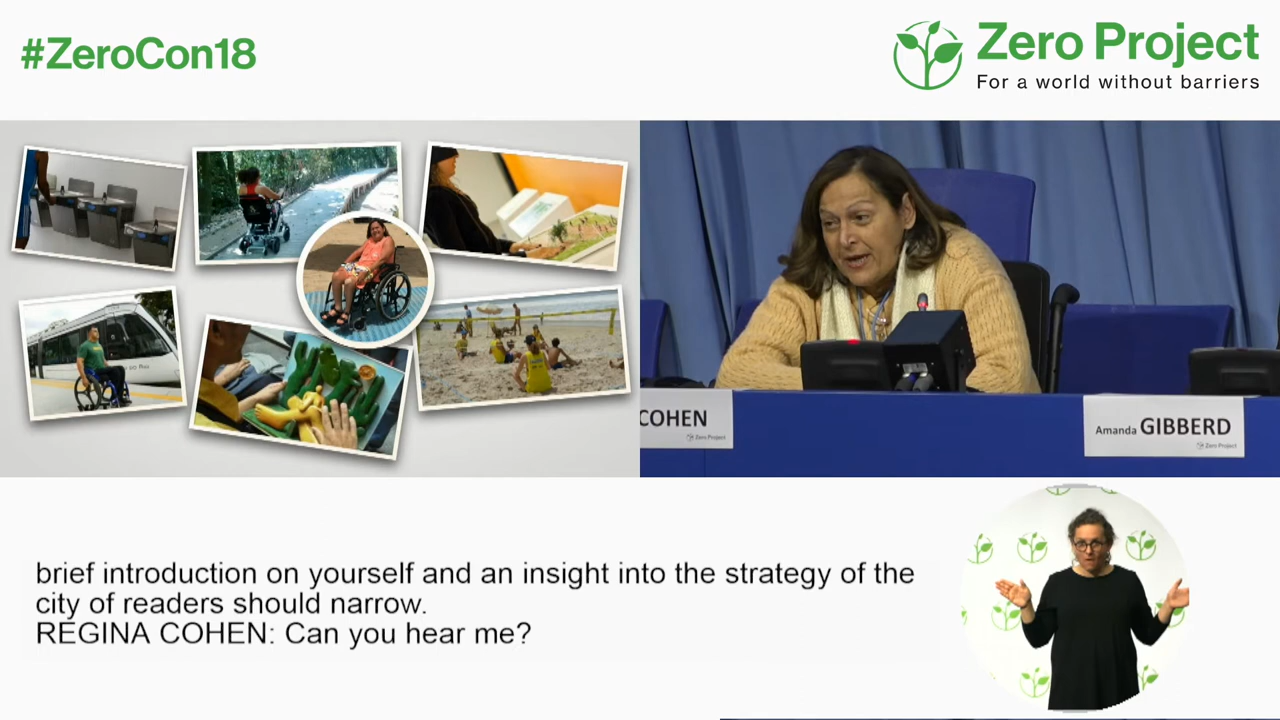 #ZeroCon18
Zero Project
For a world without barriers
COHEN
Zero Project
Amanda GIBBERD
Zero Project
brief introduction on yourself and an insight into the strategy of the
city of readers should narrow.
REGINA COHEN: Can you hear me?